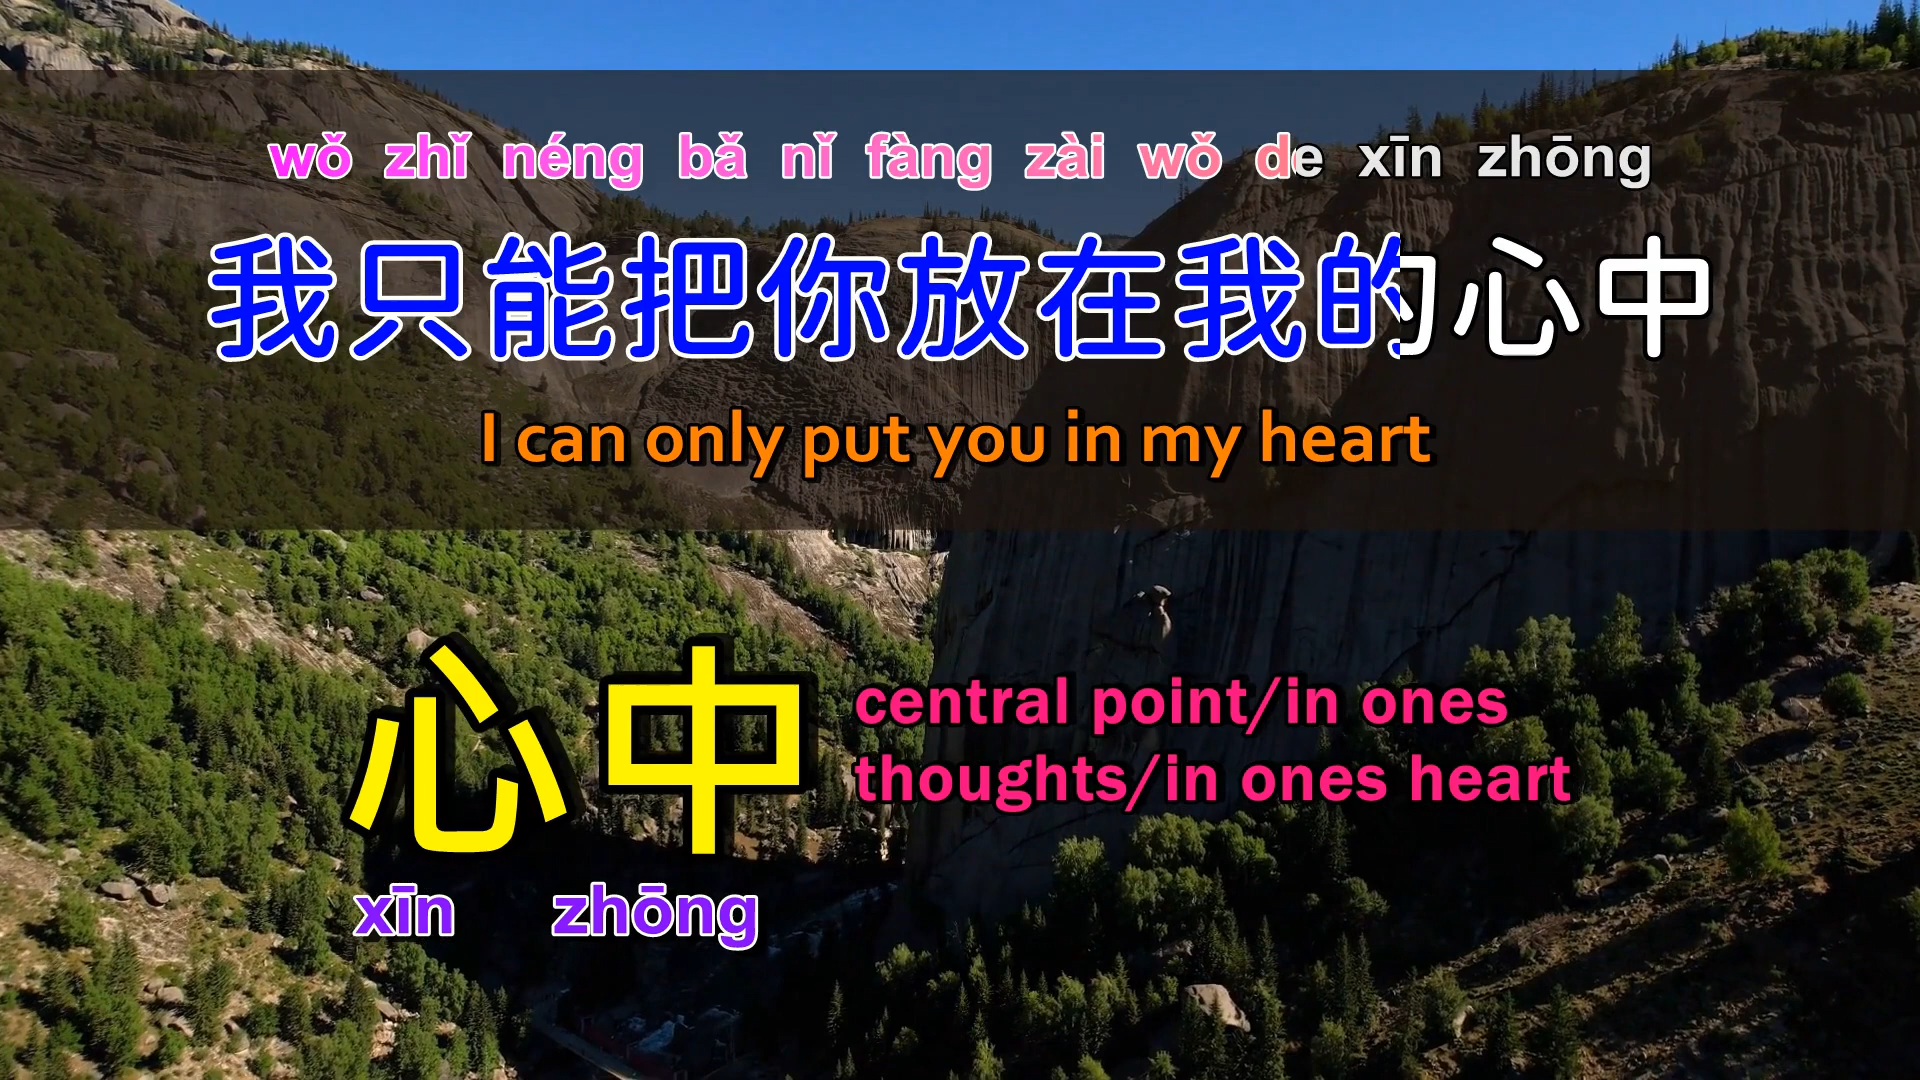 wǒ zhǐ néng bǎ nǐ fàng zài wǒ de xīn zhōng
我只能把你放在我的心中
I can only put you in my heart
心中
central point/in ones
thoughts/in ones heart
xīn zhōng